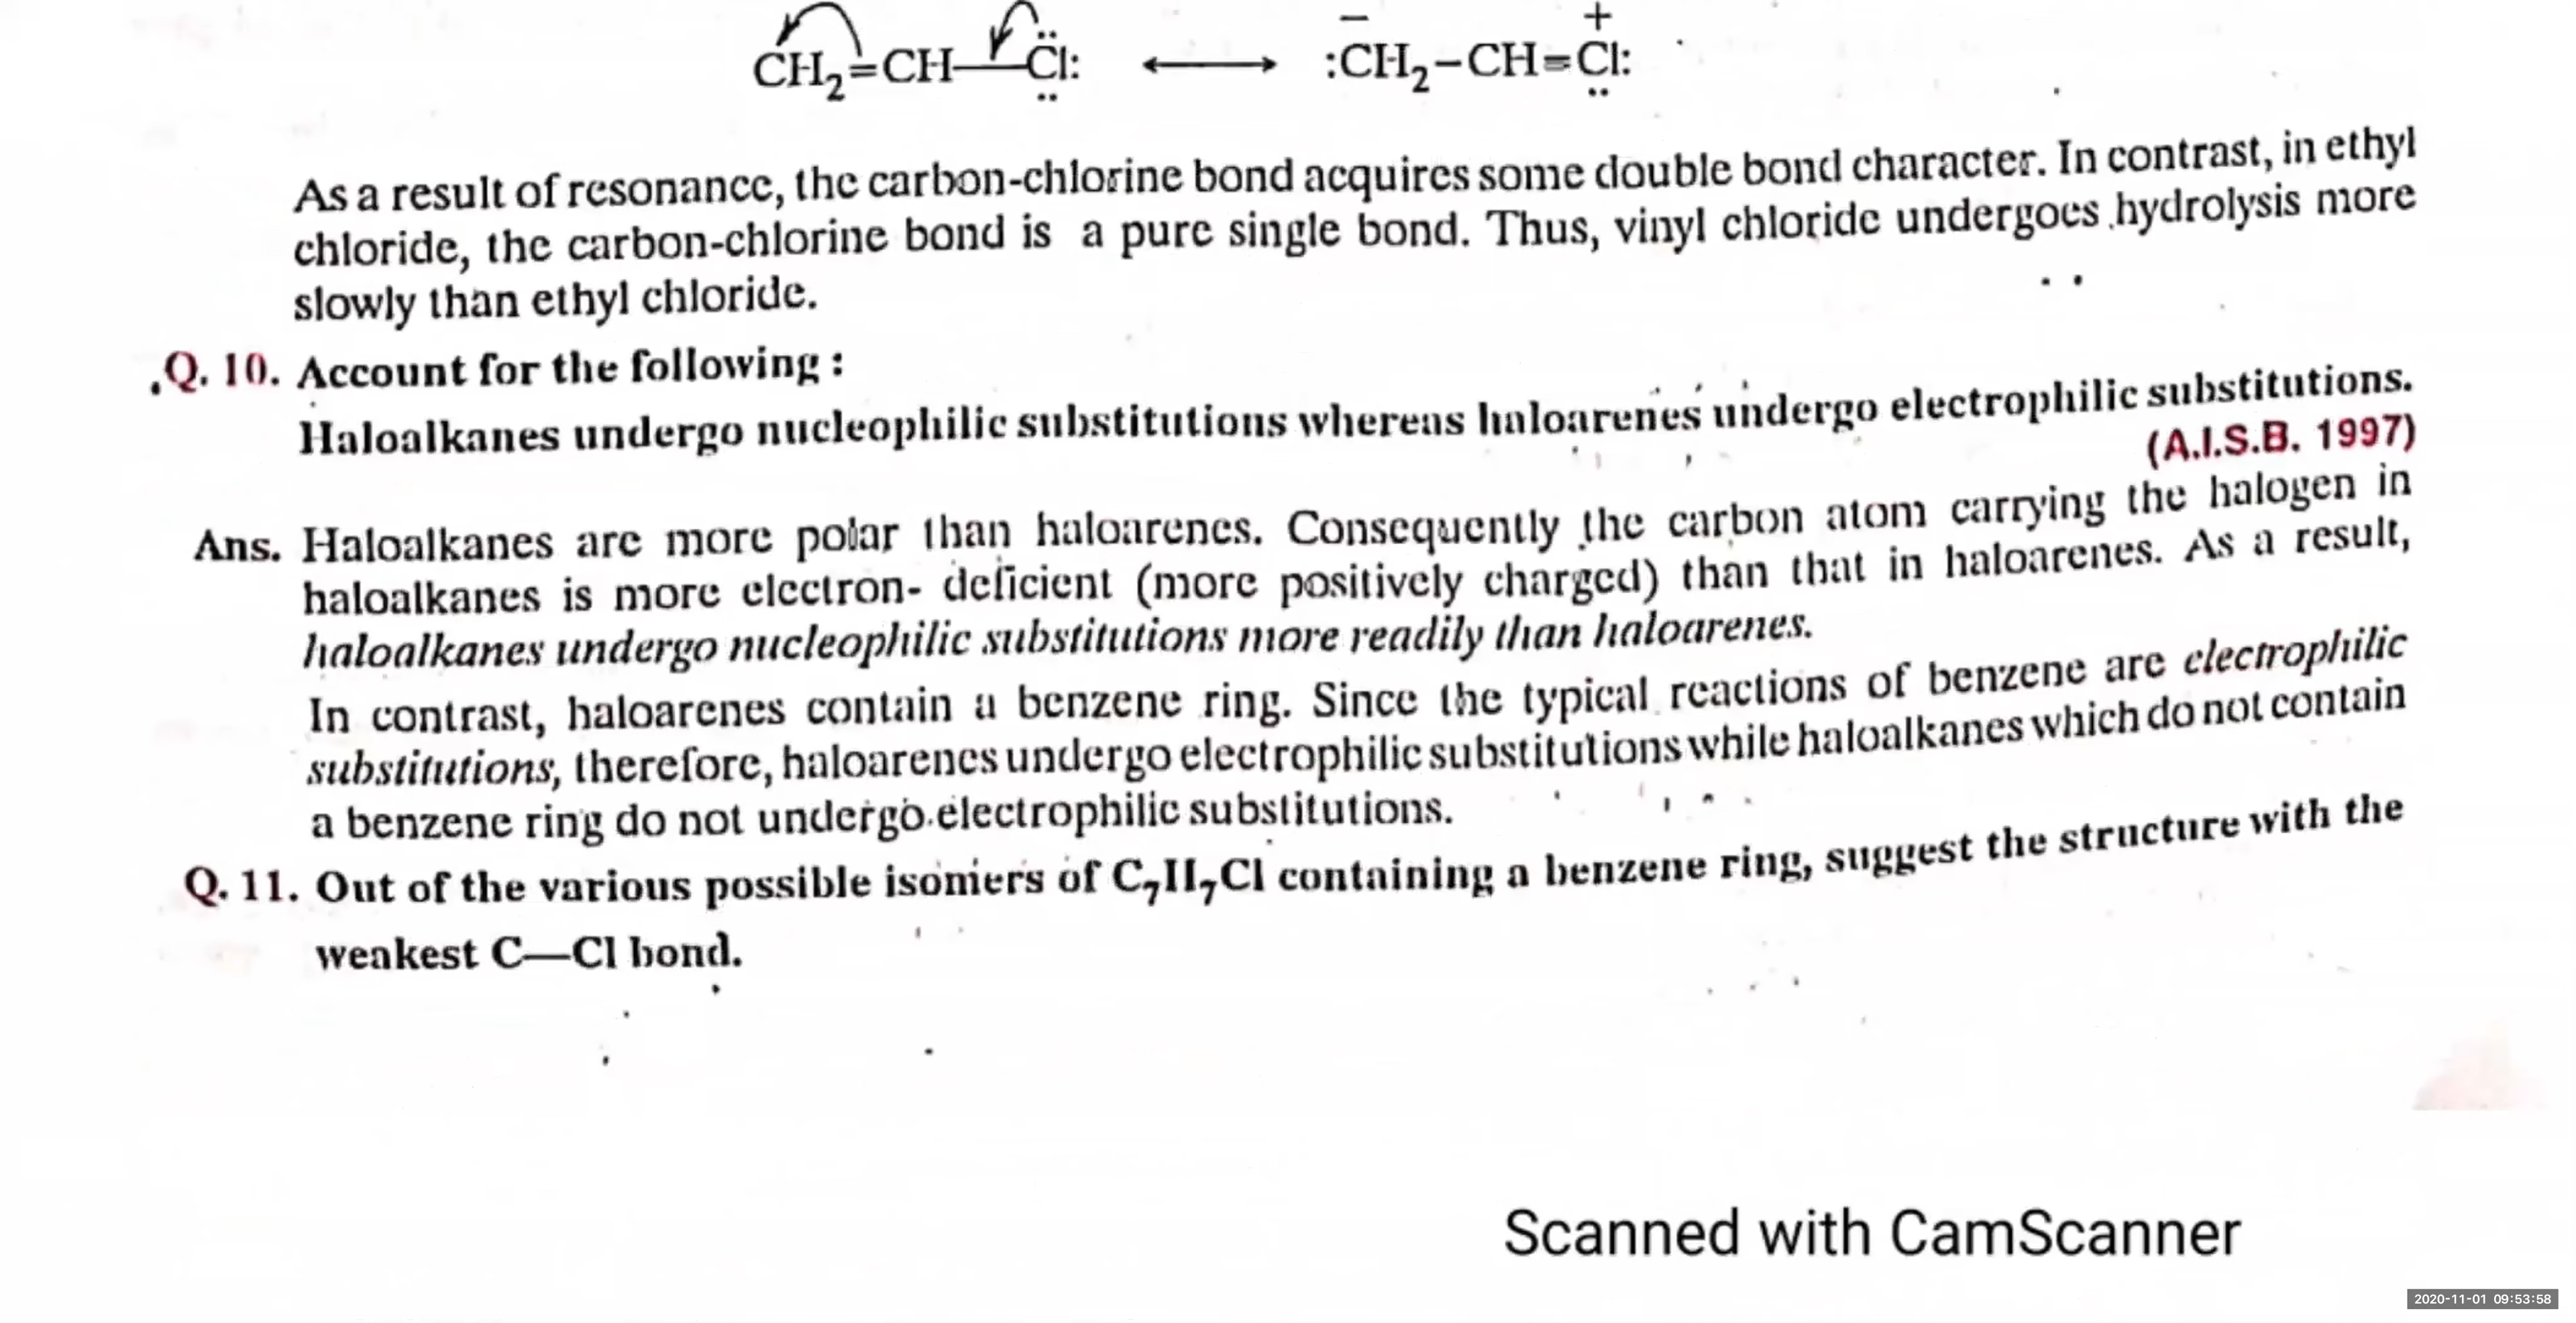 CH₂=CH—Cl: ⟷ :CH₂–CH=Cl:
As a result of resonance, the carbon-chlorine bond acquires some double bond character. In contrast, in ethyl
chloride, the carbon-chlorine bond is a pure single bond. Thus, vinyl chloride undergoes hydrolysis more
slowly than ethyl chloride.
Q. 10. Account for the following :
Haloalkanes undergo nucleophilic substitutions whereas haloarenes undergo electrophilic substitutions.
(A.I.S.B. 1997)
Ans. Haloalkanes are more polar than haloarenes. Consequently the carbon atom carrying the halogen in
haloalkanes is more electron- deficient (more positively charged) than that in haloarenes. As a result,
haloalkanes undergo nucleophilic substitutions more readily than haloarenes.
In contrast, haloarenes contain a benzene ring. Since the typical reactions of benzene are electrophilic
substitutions, therefore, haloarenes undergo electrophilic substitutions while haloalkanes which do not contain
a benzene ring do not undergo electrophilic substitutions.
Q. 11. Out of the various possible isomers of C₇H₇Cl containing a benzene ring, suggest the structure with the
weakest C—Cl bond.
Scanned with CamScanner
2020-11-01 09:53:58